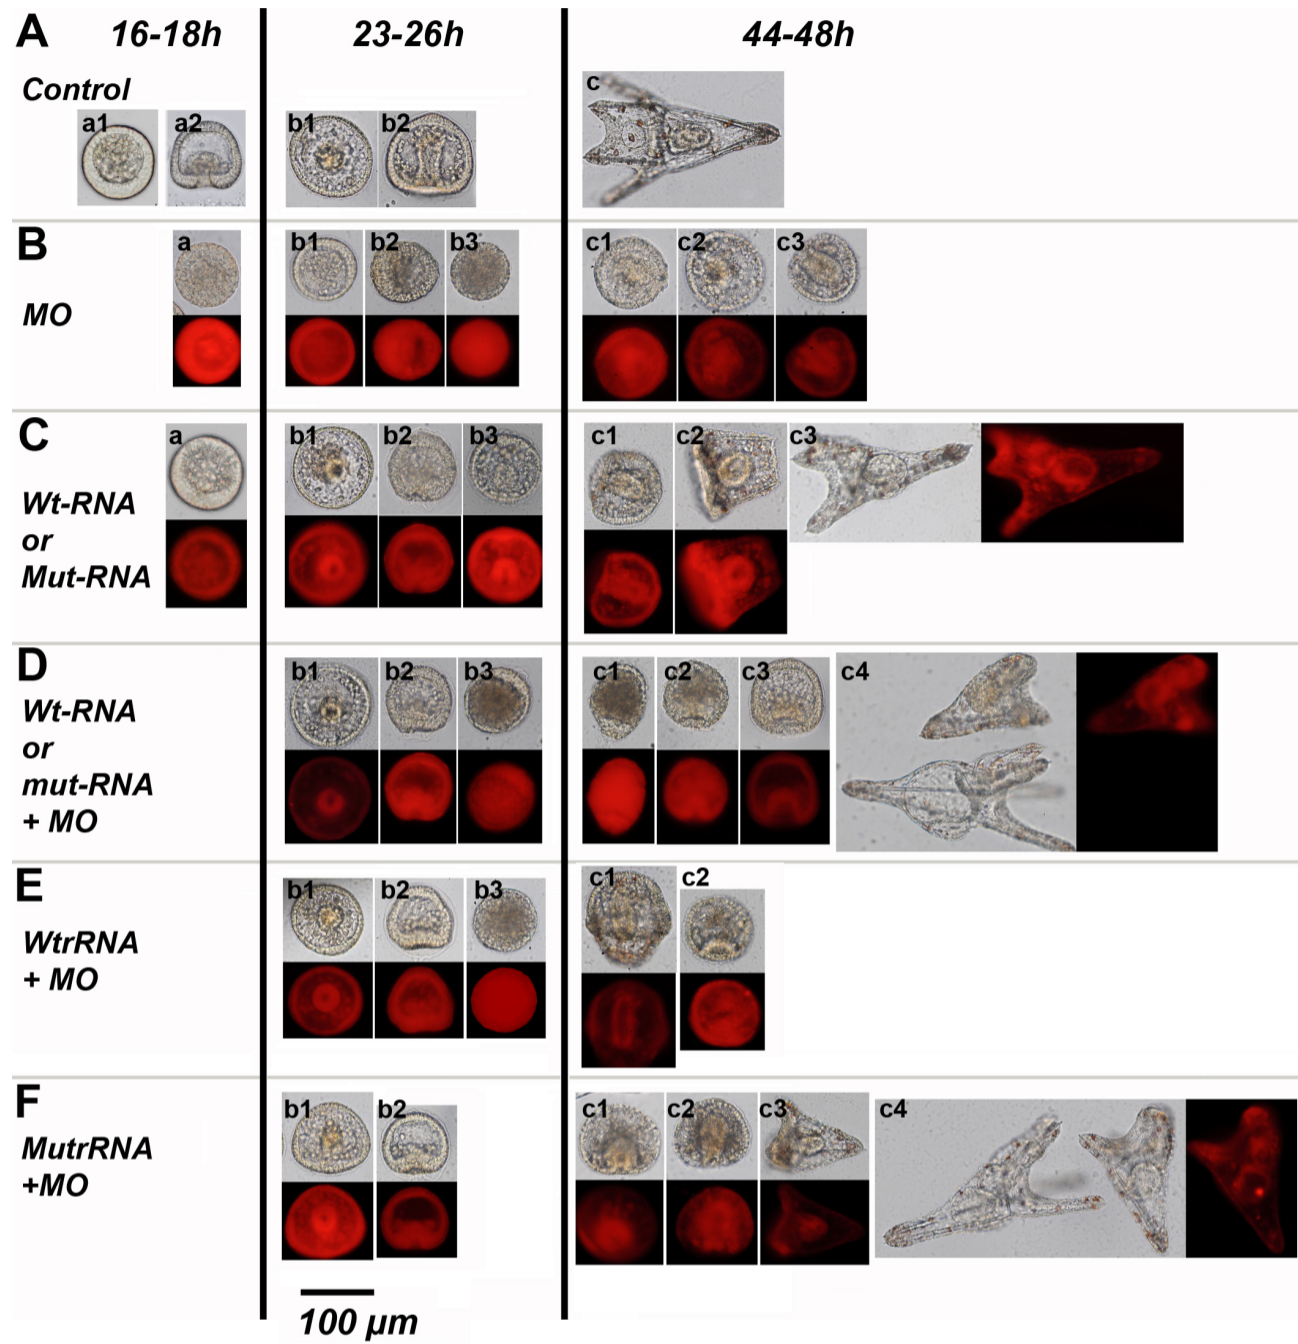 A 16-18h 23-26h 44-48h
Control
a1 a2 b1 b2 c
B
MO
a b1 b2 b3 c1 c2 c3
C
Wt-RNA
or
Mut-RNA
a b1 b2 b3 c1 c2 c3
D
Wt-RNA
or
mut-RNA
+ MO
b1 b2 b3 c1 c2 c3 c4
E
WtrRNA
+ MO
b1 b2 b3 c1 c2
F
MutrRNA
+MO
b1 b2 c1 c2 c3 c4
100 µm